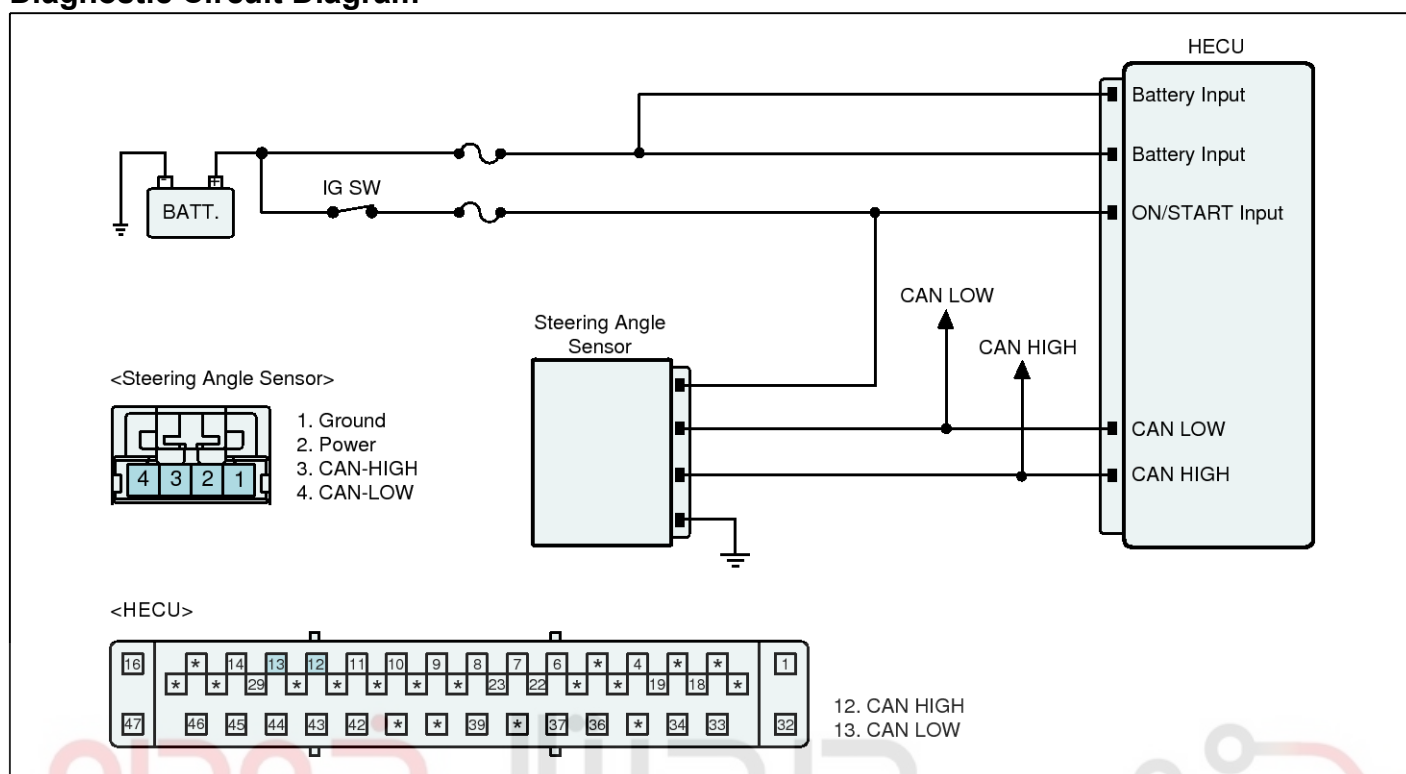 Diagnostic Circuit Diagram
HECU
Battery Input
Battery Input
IG SW
BATT.
- +
ON/START Input
CAN LOW
Steering Angle
Sensor
CAN HIGH
<Steering Angle Sensor>
1. Ground
2. Power
3. CAN-HIGH
4. CAN-LOW
4 3 2 1
CAN LOW
CAN HIGH
<HECU>
16 * 14 13 12 11 10 9 8 7 6 * 4 * * 1
* * 29 * * * * * 23 22 * * 19 18 *
47 46 45 44 43 42 * * 39 * 37 36 * 34 33 32
12. CAN HIGH
13. CAN LOW